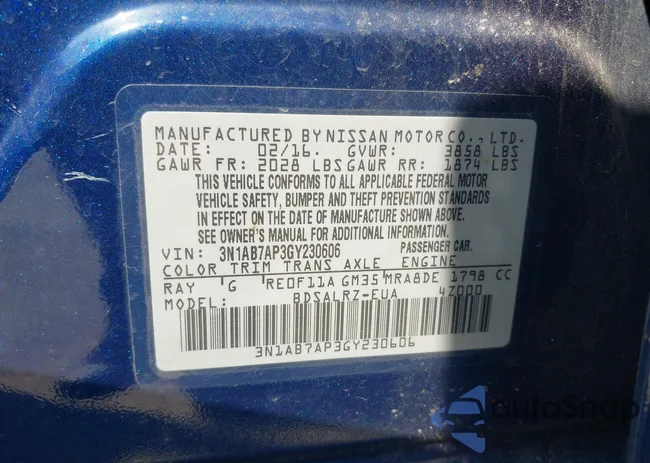 MANUFACTURED BY NISSAN MOTOR CO., LTD.
DATE: 02/16. GVWR: 3858 LBS
GAWR FR: 2028 LBS GAWR RR: 1874 LBS
THIS VEHICLE CONFORMS TO ALL APPLICABLE FEDERAL MOTOR
VEHICLE SAFETY, BUMPER AND THEFT PREVENTION STANDARDS
IN EFFECT ON THE DATE OF MANUFACTURE SHOWN ABOVE.
SEE OWNER'S MANUAL FOR ADDITIONAL INFORMATION.
VIN: 3N1AB7AP3GY230606 PASSENGER CAR.
COLOR TRIM TRANS AXLE ENGINE
RAY G RE0F11A GM35 MRA8DE 1798 CC
MODEL: BDSALRZ-EUA 4Z000
3N1AB7AP3GY230606
autoSnap